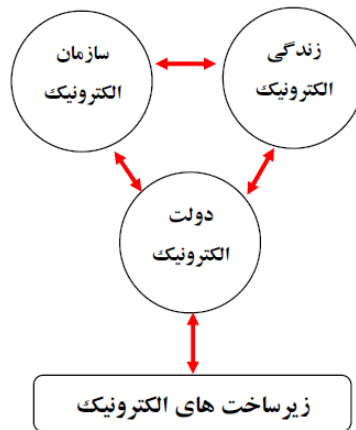 زندگی
الکترونیک
سازمان
الکترونیک
دولت
الکترونیک
زیرساخت های الکترونیک